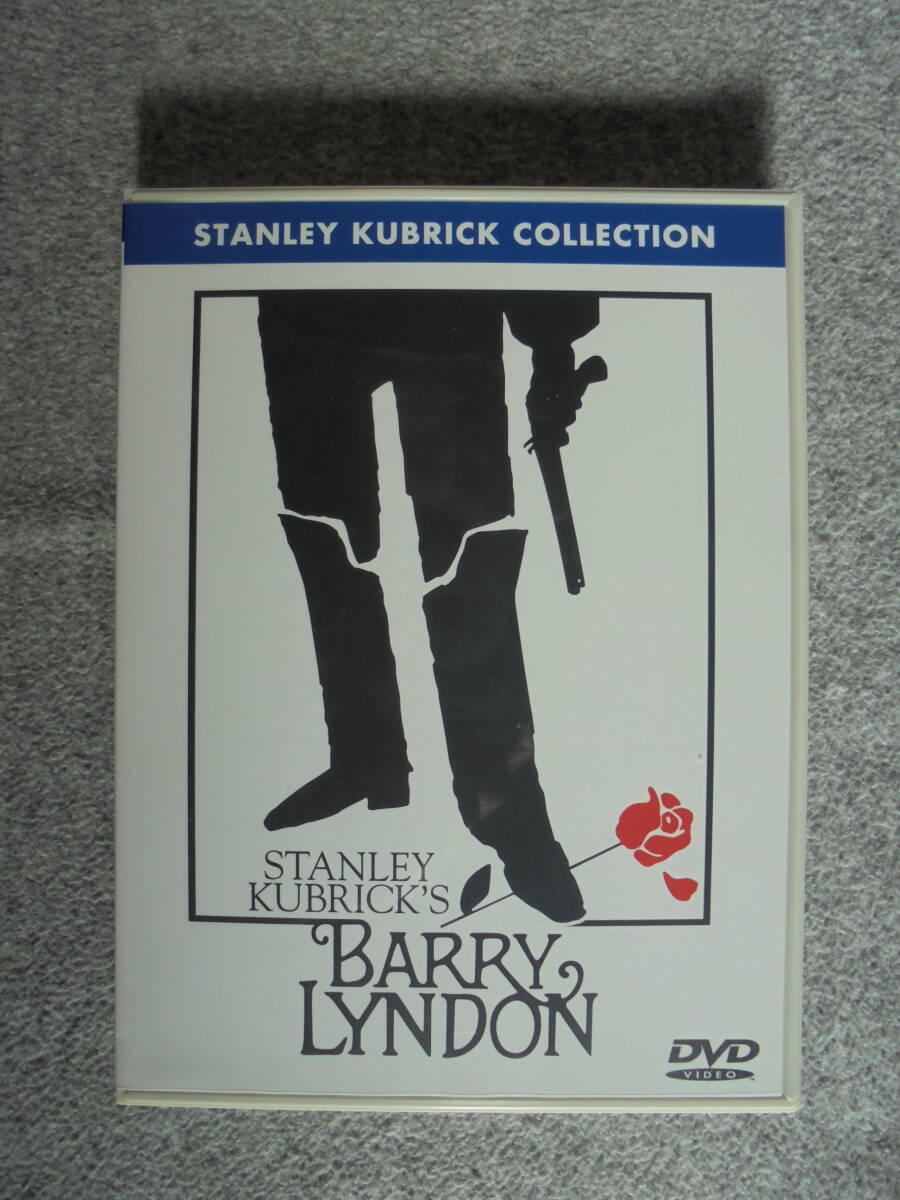 STANLEY KUBRICK COLLECTION
STANLEY
KUBRICK'S
BARRY
LYNDON
DVD
VIDEO